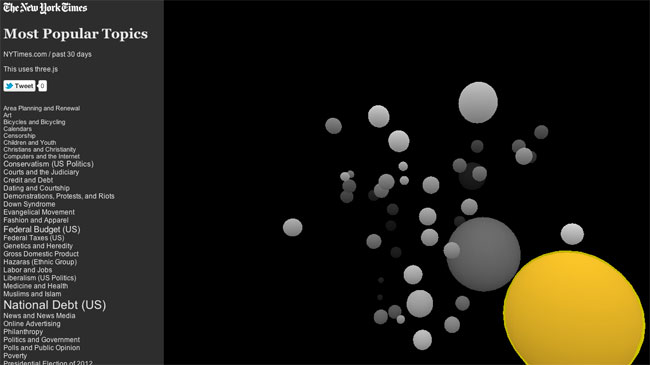 The New York Times
Most Popular Topics
NYTimes.com / past 30 days
This uses three.js
Tweet 0
Area Planning and Renewal
Art
Bicycles and Bicycling
Calendars
Censorship
Children and Youth
Christians and Christianity
Computers and the Internet
Conservatism (US Politics)
Courts and the Judiciary
Credit and Debt
Dating and Courtship
Demonstrations, Protests, and Riots
Down Syndrome
Evangelical Movement
Fashion and Apparel
Federal Budget (US)
Federal Taxes (US)
Genetics and Heredity
Gross Domestic Product
Hazaras (Ethnic Group)
Labor and Jobs
Liberalism (US Politics)
Medicine and Health
Muslims and Islam
National Debt (US)
News and News Media
Online Advertising
Philanthropy
Politics and Government
Polls and Public Opinion
Poverty
Presidential Election of 2012